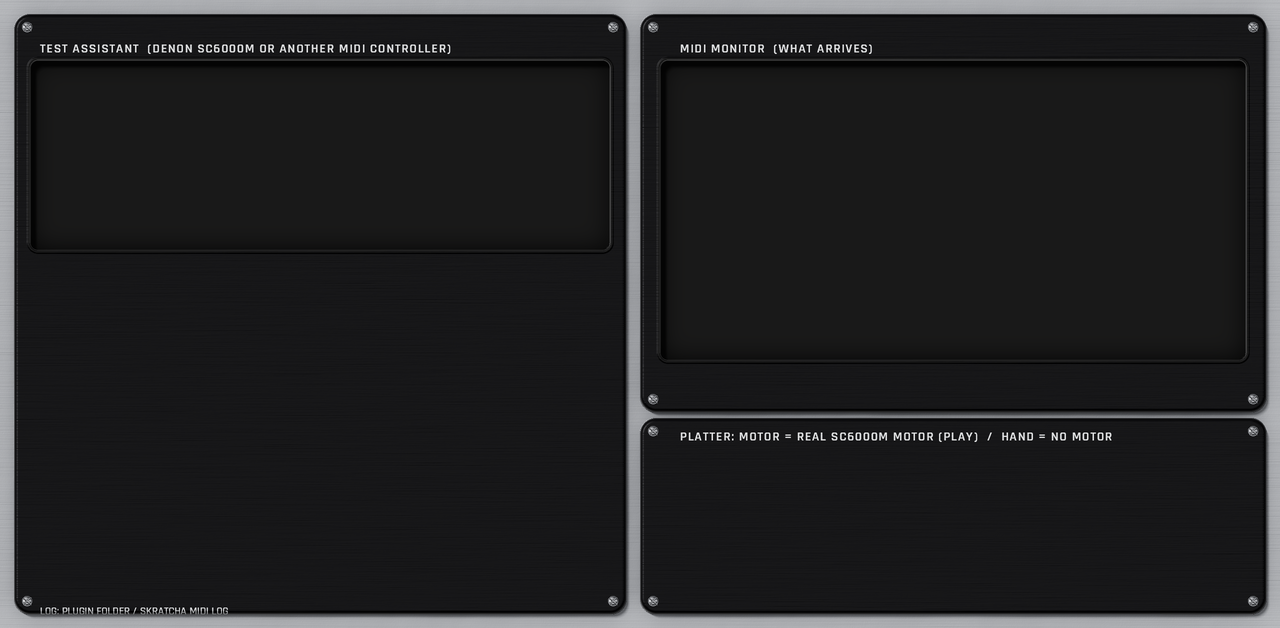 TEST ASSISTANT (DENON SC6000M OR ANOTHER MIDI CONTROLLER)
MIDI MONITOR (WHAT ARRIVES)
PLATTER: MOTOR = REAL SC6000M MOTOR (PLAY) / HAND = NO MOTOR
LOG: PLUGIN FOLDER / SKRATCHA MIDI.LOG